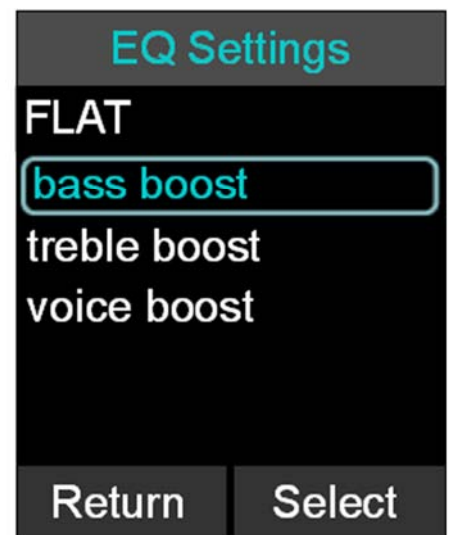 EQ Settings
FLAT
bass boost
treble boost
voice boost
Return Select